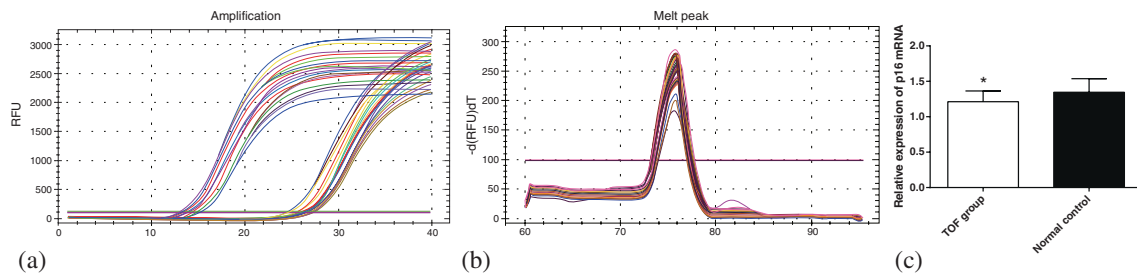 Amplification
RFU
3000
2500
2000
1500
1000
500
0
0
10
20
30
40
(a)
Melt peak
-d(RFU)dT
300
250
200
150
100
50
0
60
70
80
90
(b)
Relative expression of p16 mRNA
2.0
1.5
1.0
0.5
0.0
*
TOF group
Normal control
(c)